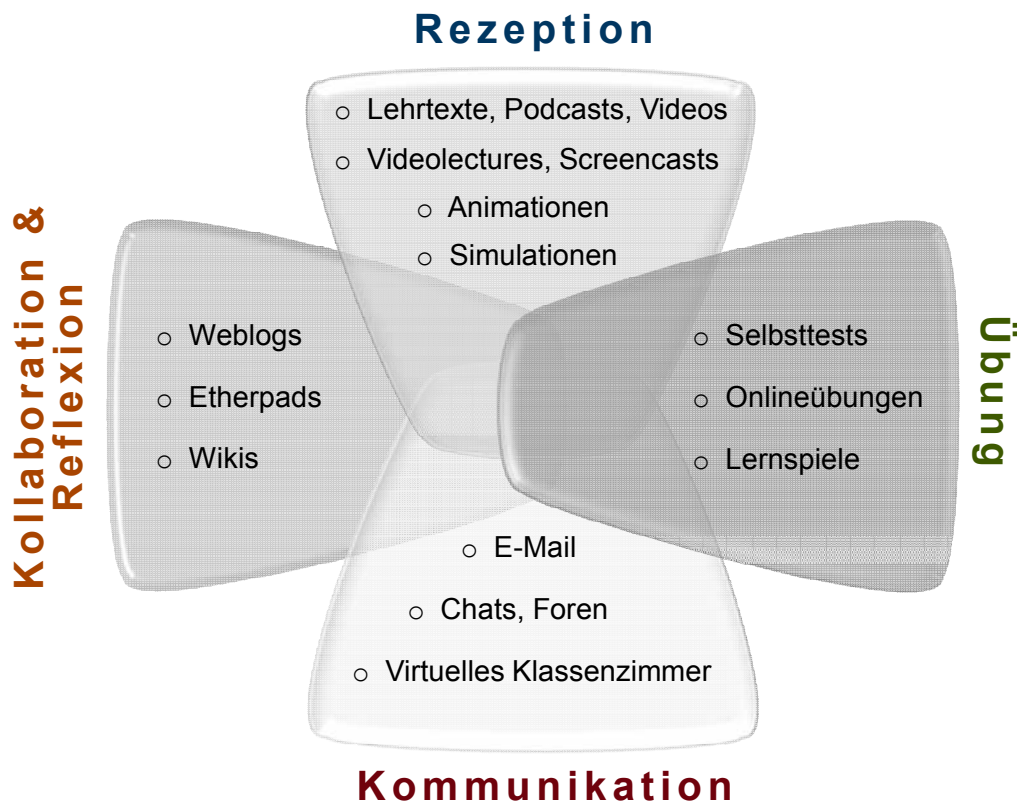 Rezeption
o Lehrtexte, Podcasts, Videos
o Videolectures, Screencasts
o Animationen
o Simulationen
Kollaboration &
Reflexion
o Weblogs
o Etherpads
o Wikis
o Selbsttests
o Onlineübungen
o Lernspiele
Übung
o E-Mail
o Chats, Foren
o Virtuelles Klassenzimmer
Kommunikation